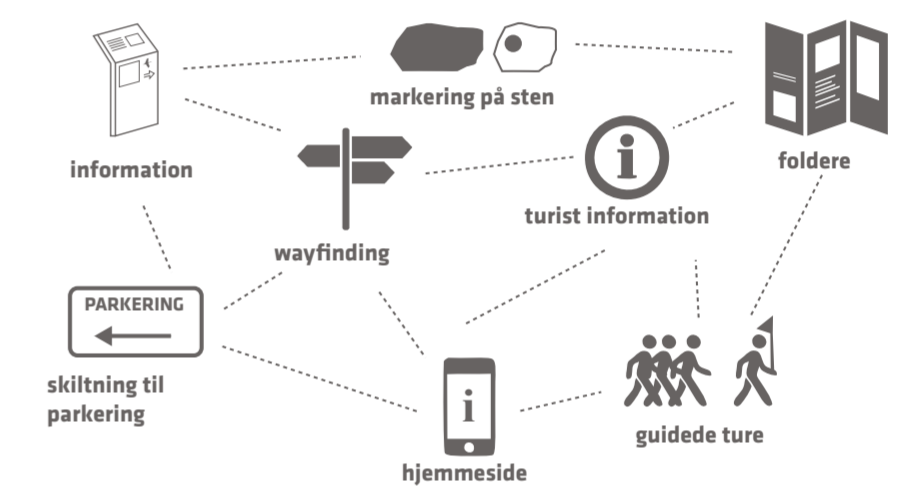 markering på sten
information
foldere
turist information
wayfinding
PARKERING
skiltning til
parkering
i
i
guidede ture
hjemmeside